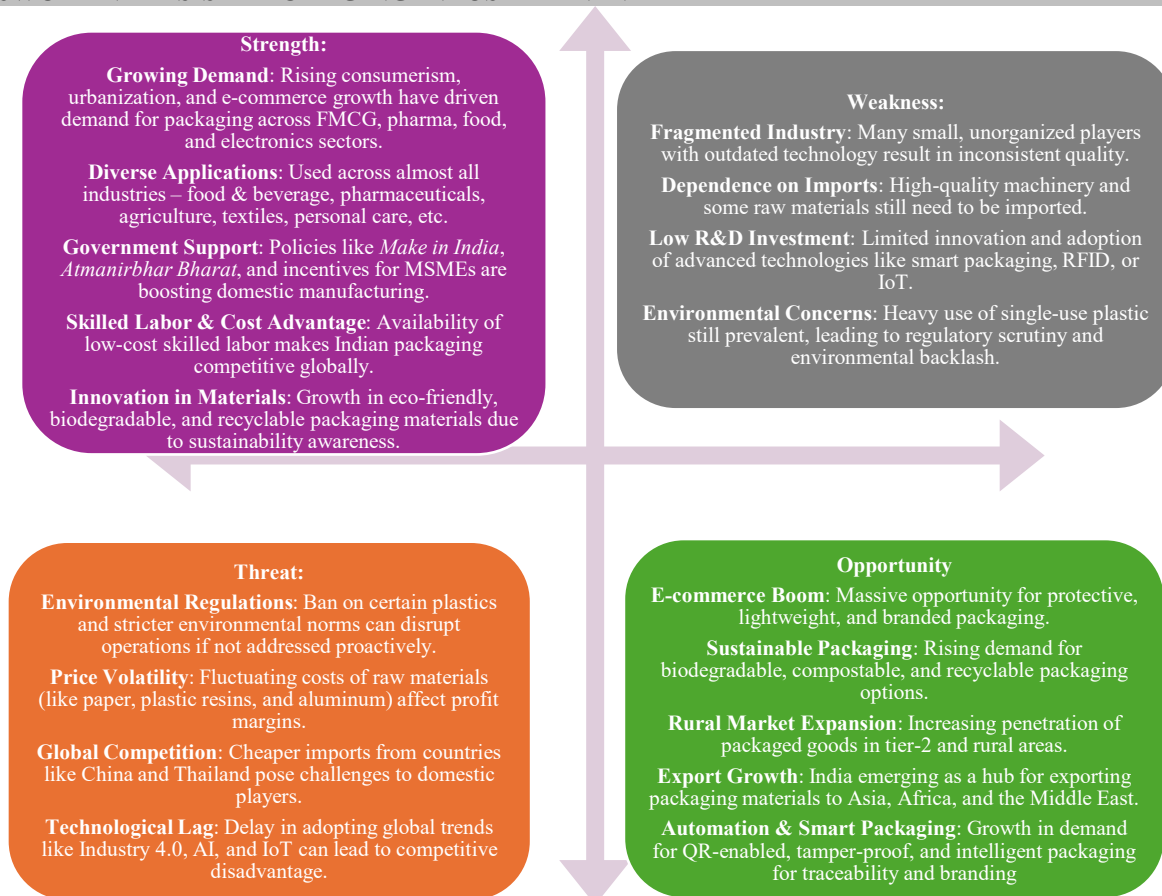 Strength:
Growing Demand: Rising consumerism,
urbanization, and e-commerce growth have driven
demand for packaging across FMCG, pharma, food,
and electronics sectors.
Diverse Applications: Used across almost all
industries – food & beverage, pharmaceuticals,
agriculture, textiles, personal care, etc.
Government Support: Policies like Make in India,
Atmanirbhar Bharat, and incentives for MSMEs are
boosting domestic manufacturing.
Skilled Labor & Cost Advantage: Availability of
low-cost skilled labor makes Indian packaging
competitive globally.
Innovation in Materials: Growth in eco-friendly,
biodegradable, and recyclable packaging materials due
to sustainability awareness.
Weakness:
Fragmented Industry: Many small, unorganized players
with outdated technology result in inconsistent quality.
Dependence on Imports: High-quality machinery and
some raw materials still need to be imported.
Low R&D Investment: Limited innovation and adoption
of advanced technologies like smart packaging, RFID, or
IoT.
Environmental Concerns: Heavy use of single-use plastic
still prevalent, leading to regulatory scrutiny and
environmental backlash.
Threat:
Environmental Regulations: Ban on certain plastics
and stricter environmental norms can disrupt
operations if not addressed proactively.
Price Volatility: Fluctuating costs of raw materials
(like paper, plastic resins, and aluminum) affect profit
margins.
Global Competition: Cheaper imports from countries
like China and Thailand pose challenges to domestic
players.
Technological Lag: Delay in adopting global trends
like Industry 4.0, AI, and IoT can lead to competitive
disadvantage.
Opportunity
E-commerce Boom: Massive opportunity for protective,
lightweight, and branded packaging.
Sustainable Packaging: Rising demand for
biodegradable, compostable, and recyclable packaging
options.
Rural Market Expansion: Increasing penetration of
packaged goods in tier-2 and rural areas.
Export Growth: India emerging as a hub for exporting
packaging materials to Asia, Africa, and the Middle East.
Automation & Smart Packaging: Growth in demand
for QR-enabled, tamper-proof, and intelligent packaging
for traceability and branding